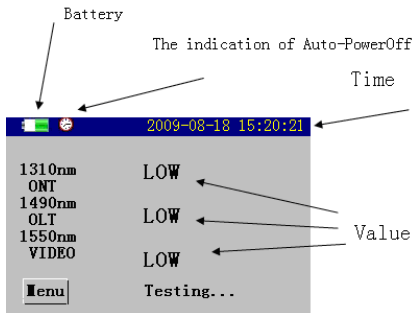 Battery
The indication of Auto-PowerOff
Time
2009-08-18 15:20:21
1310nm LOW
ONT
1490nm
OLT LOW
1550nm
VIDEO LOW
Value
Menu Testing...